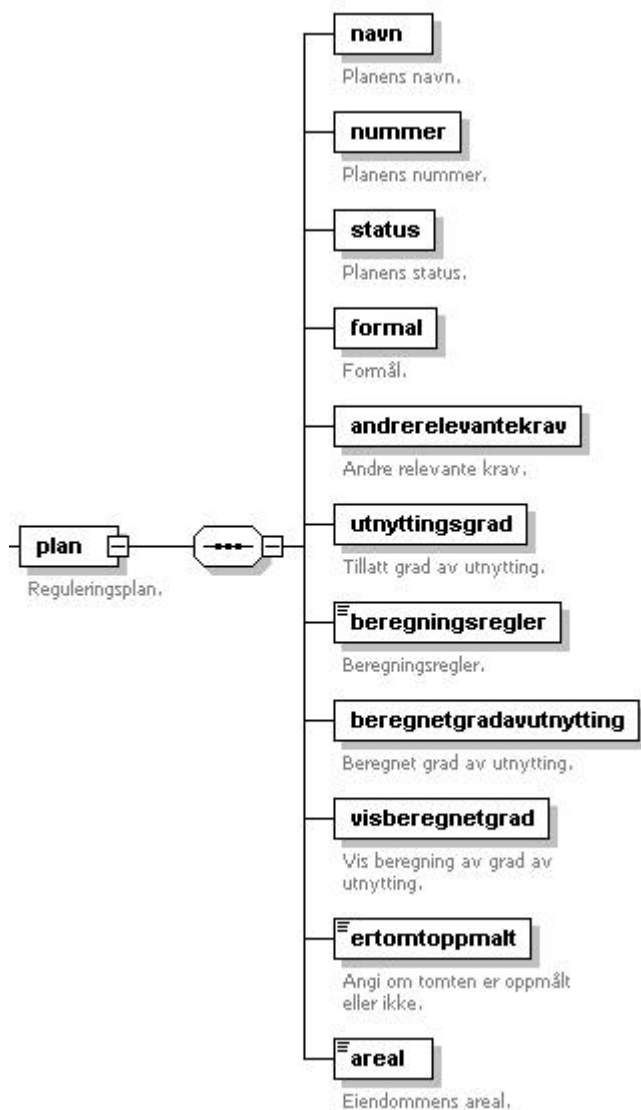 navn
Planens navn.
nummer
Planens nummer.
status
Planens status.
formal
Formål.
andrerelevantekrav
Andre relevante krav.
plan
Reguleringsplan.
utnyttingsgrad
Tillatt grad av utnytting.
beregningsregler
Beregningsregler.
beregnetgradavutnytting
Beregnet grad av utnytting.
visberegnetgrad
Vis beregning av grad av
utnytting.
ertomtoppmalt
Angi om tomten er oppmålt
eller ikke.
areal
Eiendommens areal.